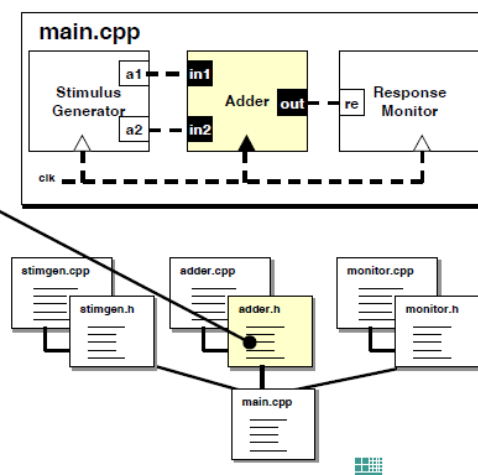 main.cpp
Stimulus
Generator
a1
a2
in1
in2
Adder
out
re
Response
Monitor
clk
stimgen.cpp
stimgen.h
adder.cpp
adder.h
monitor.cpp
monitor.h
main.cpp